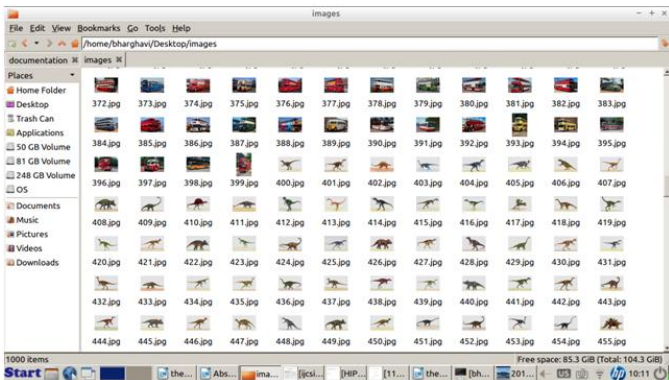 images
File Edit View Bookmarks Go Tools Help
/home/bharghavi/Desktop/images
documentation images
Places
Home Folder
Desktop
Trash Can
Applications
50 GB Volume
81 GB Volume
248 GB Volume
OS
Documents
Music
Pictures
Videos
Downloads
372.jpg 373.jpg 374.jpg 375.jpg 376.jpg 377.jpg 378.jpg 379.jpg 380.jpg 381.jpg 382.jpg 383.jpg
384.jpg 385.jpg 386.jpg 387.jpg 388.jpg 389.jpg 390.jpg 391.jpg 392.jpg 393.jpg 394.jpg 395.jpg
396.jpg 397.jpg 398.jpg 399.jpg 400.jpg 401.jpg 402.jpg 403.jpg 404.jpg 405.jpg 406.jpg 407.jpg
408.jpg 409.jpg 410.jpg 411.jpg 412.jpg 413.jpg 414.jpg 415.jpg 416.jpg 417.jpg 418.jpg 419.jpg
420.jpg 421.jpg 422.jpg 423.jpg 424.jpg 425.jpg 426.jpg 427.jpg 428.jpg 429.jpg 430.jpg 431.jpg
432.jpg 433.jpg 434.jpg 435.jpg 436.jpg 437.jpg 438.jpg 439.jpg 440.jpg 441.jpg 442.jpg 443.jpg
444.jpg 445.jpg 446.jpg 447.jpg 448.jpg 449.jpg 450.jpg 451.jpg 452.jpg 453.jpg 454.jpg 455.jpg
1000 items Free space: 85.3 GiB (Total: 104.3 GiB)
Start the... Abs... ima... [ijcsi... [HIP... [11... the... [bh... 201... US hp 10:11